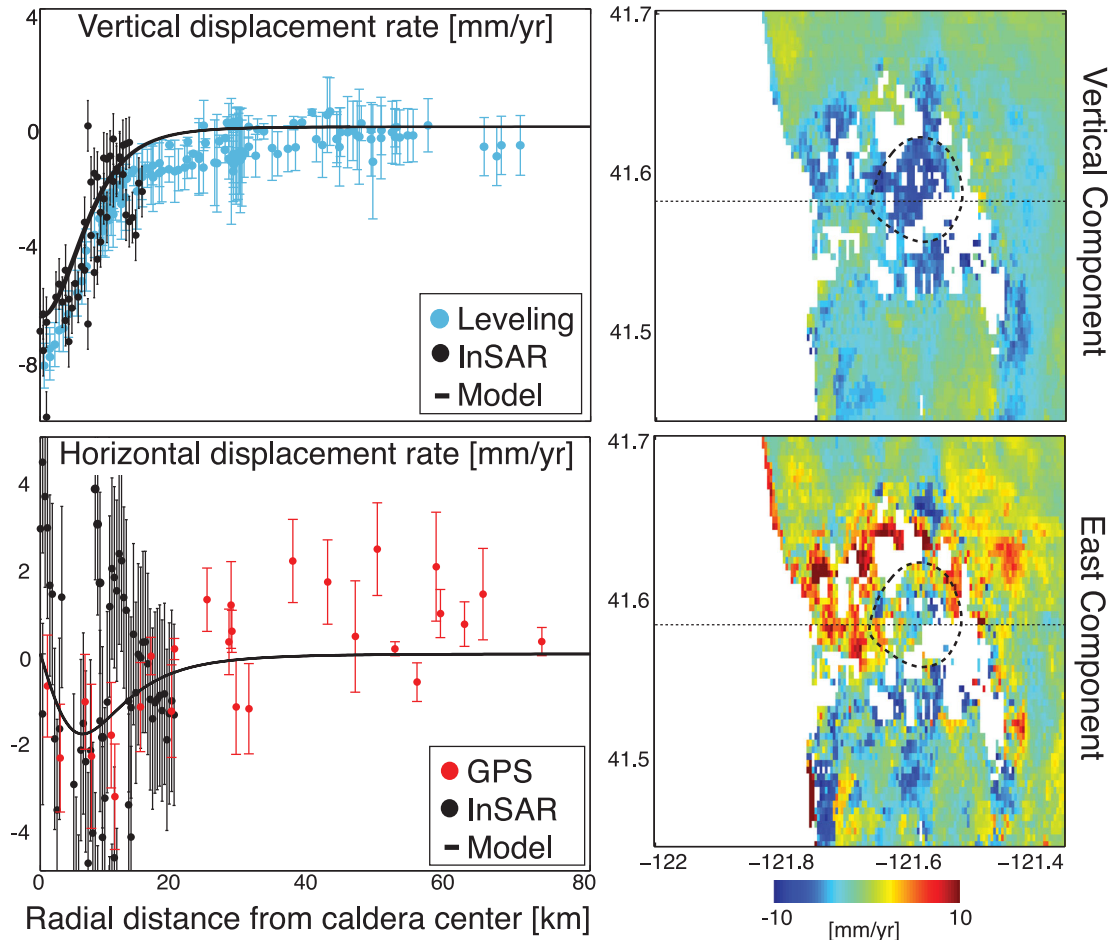 Vertical displacement rate [mm/yr]
4
0
-4
-8
Leveling
InSAR
Model
41.7
41.6
41.5
Vertical Component
Horizontal displacement rate [mm/yr]
4
2
0
-2
-4
GPS
InSAR
Model
0
20
40
60
80
Radial distance from caldera center [km]
41.7
41.6
41.5
East Component
−122
−121.8
−121.6
−121.4
-10
10
[mm/yr]